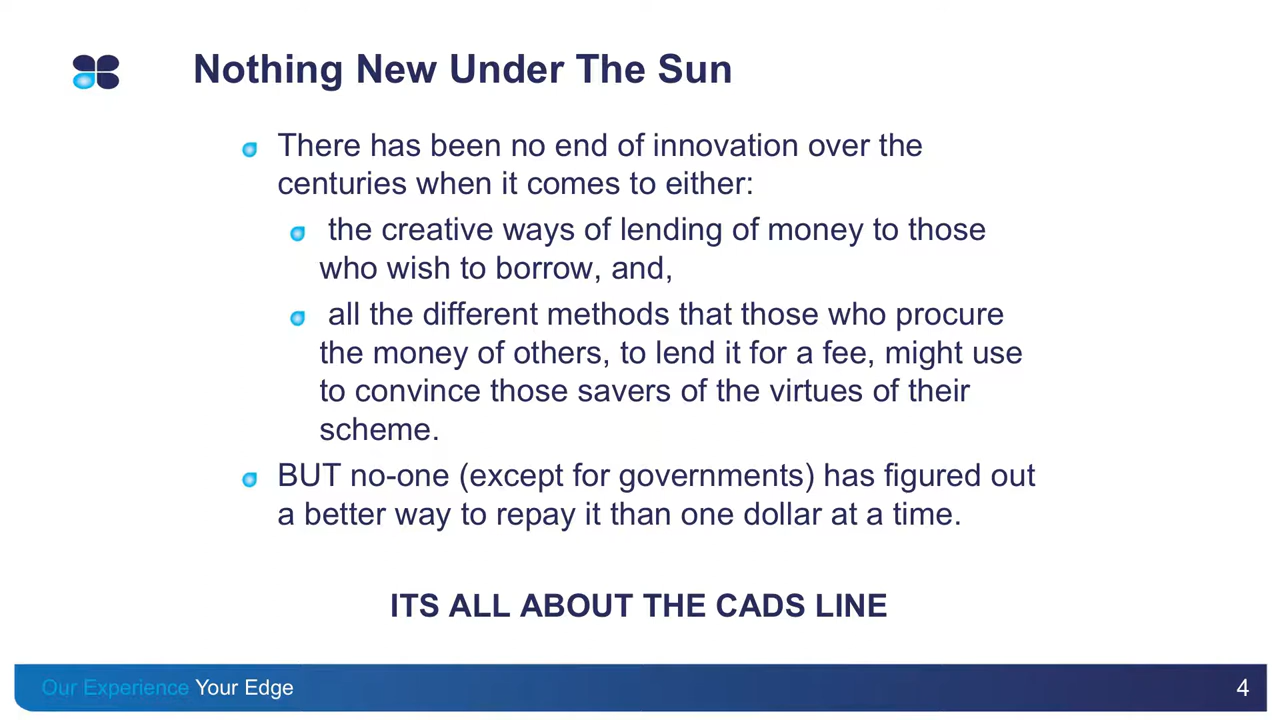 Nothing New Under The Sun
There has been no end of innovation over the
centuries when it comes to either:
the creative ways of lending of money to those
who wish to borrow, and,
all the different methods that those who procure
the money of others, to lend it for a fee, might use
to convince those savers of the virtues of their
scheme.
BUT no-one (except for governments) has figured out
a better way to repay it than one dollar at a time.
ITS ALL ABOUT THE CADS LINE
Our Experience Your Edge
4